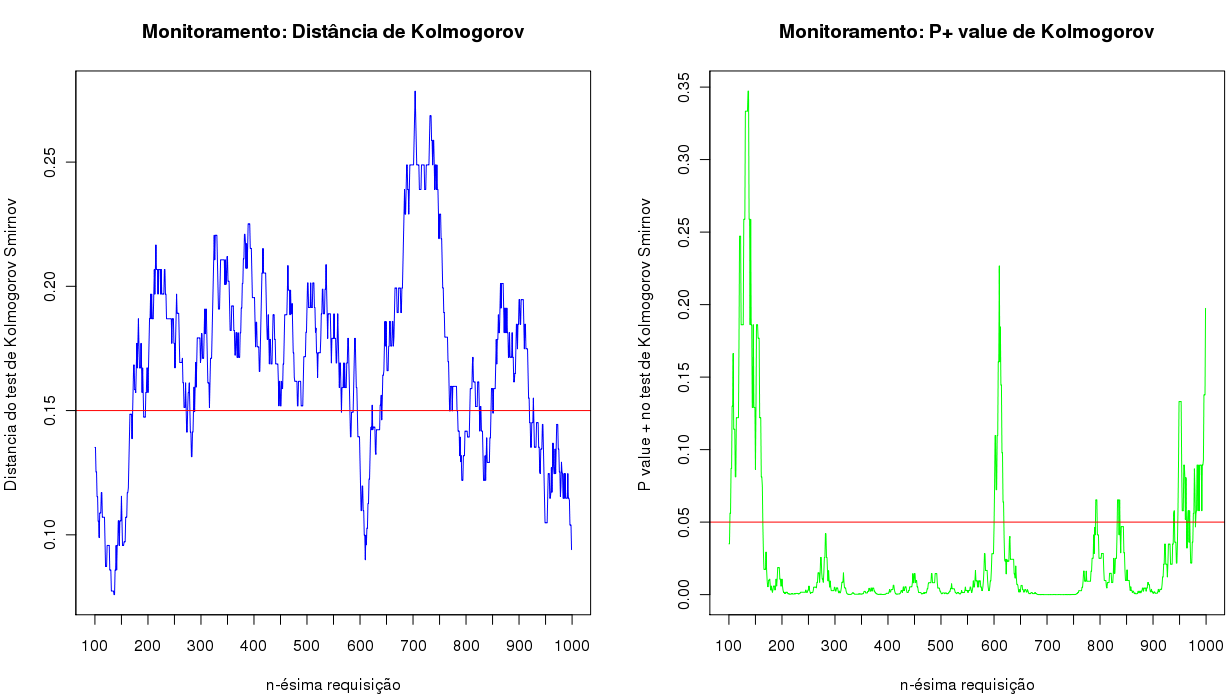 Monitoramento: Distância de Kolmogorov
Distancia do test de Kolmogorov Smirnov
0.25
0.20
0.15
0.10
100 200 300 400 500 600 700 800 900 1000
n-ésima requisição
Monitoramento: P+ value de Kolmogorov
P value + no test de Kolmogorov Smirnov
0.35
0.30
0.25
0.20
0.15
0.10
0.05
0.00
100 200 300 400 500 600 700 800 900 1000
n-ésima requisição